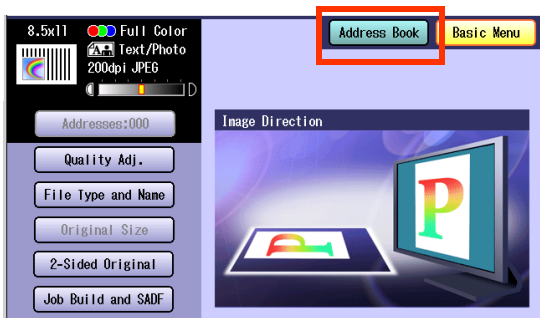 8.5x11 Full Color
Text/Photo
200dpi JPEG
Address Book
Basic Menu
Addresses:000
Quality Adj.
File Type and Name
Original Size
2-Sided Original
Job Build and SADF
Image Direction
P
P